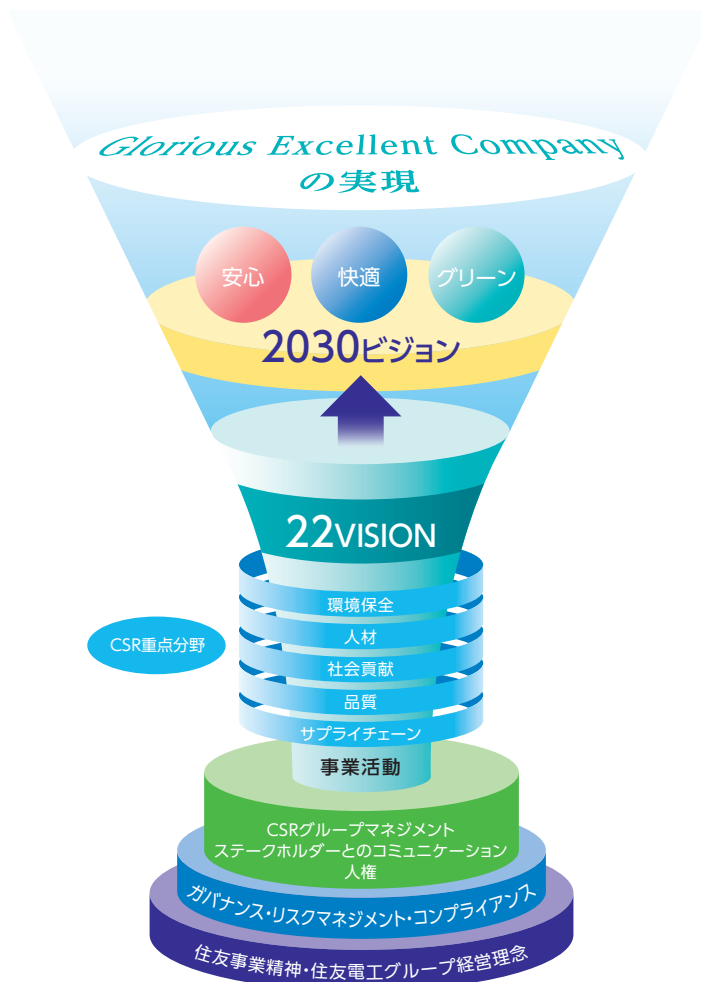 Glorious Excellent Company
の実現
安心
快適
グリーン
2030ビジョン
22VISION
環境保全
人材
CSR重点分野
社会貢献
品質
サプライチェーン
事業活動
CSRグループマネジメント
ステークホルダーとのコミュニケーション
人権
ガバナンス・リスクマネジメント・コンプライアンス
住友事業精神・住友電工グループ経営理念